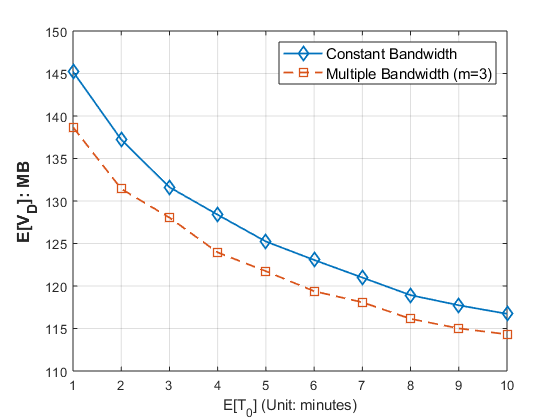 150
145
140
135
130
125
120
115
110
1 2 3 4 5 6 7 8 9 10
E[V_D]: MB
E[T_0] (Unit: minutes)
Constant Bandwidth
Multiple Bandwidth (m=3)